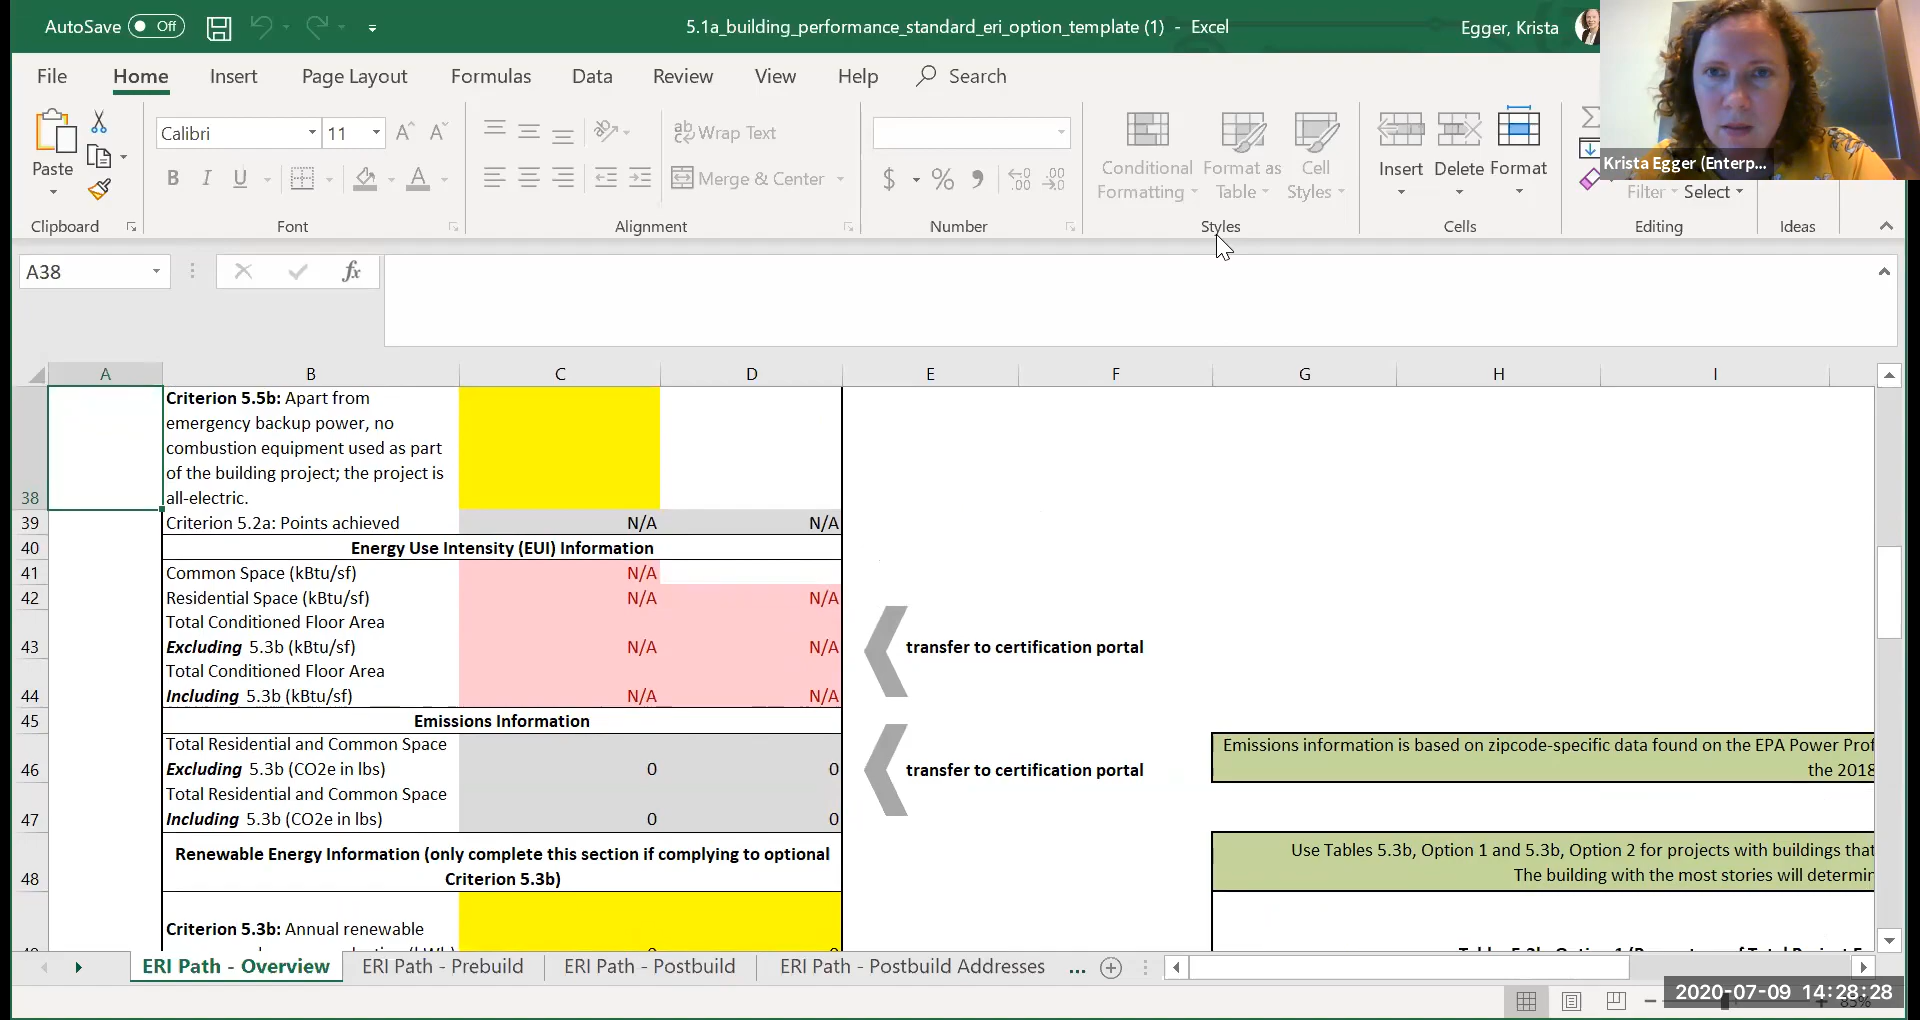 AutoSave Off
5.1a_building_performance_standard_eri_option_template (1) - Excel
Egger, Krista
File Home Insert Page Layout Formulas Data Review View Help Search
Calibri 11
Wrap Text
Paste
Conditional Formatting
Format as Table
Cell Styles
Insert Delete Format
B I U
A
Merge & Center
$ % 9
Krista Egger (Enterp...
Filter Select
Clipboard Font Alignment Number Styles Cells Editing Ideas
A38
fx
A B C D E F G H I
38 Criterion 5.5b: Apart from
emergency backup power, no
combustion equipment used as part
of the building project; the project is
all-electric.
39 Criterion 5.2a: Points achieved N/A N/A
40 Energy Use Intensity (EUI) Information
41 Common Space (kBtu/sf) N/A
42 Residential Space (kBtu/sf) N/A N/A
Total Conditioned Floor Area
43 Excluding 5.3b (kBtu/sf) N/A N/A
transfer to certification portal
Total Conditioned Floor Area
44 Including 5.3b (kBtu/sf) N/A N/A
45 Emissions Information
Total Residential and Common Space
46 Excluding 5.3b (CO2e in lbs) 0 0
transfer to certification portal
Emissions information is based on zipcode-specific data found on the EPA Power Prof
the 2018
Total Residential and Common Space
47 Including 5.3b (CO2e in lbs) 0 0
48 Renewable Energy Information (only complete this section if complying to optional
Criterion 5.3b)
Use Tables 5.3b, Option 1 and 5.3b, Option 2 for projects with buildings that
The building with the most stories will determin
Criterion 5.3b: Annual renewable
ERI Path - Overview ERI Path - Prebuild ERI Path - Postbuild ERI Path - Postbuild Addresses ...
2020-07-09 14:28:28